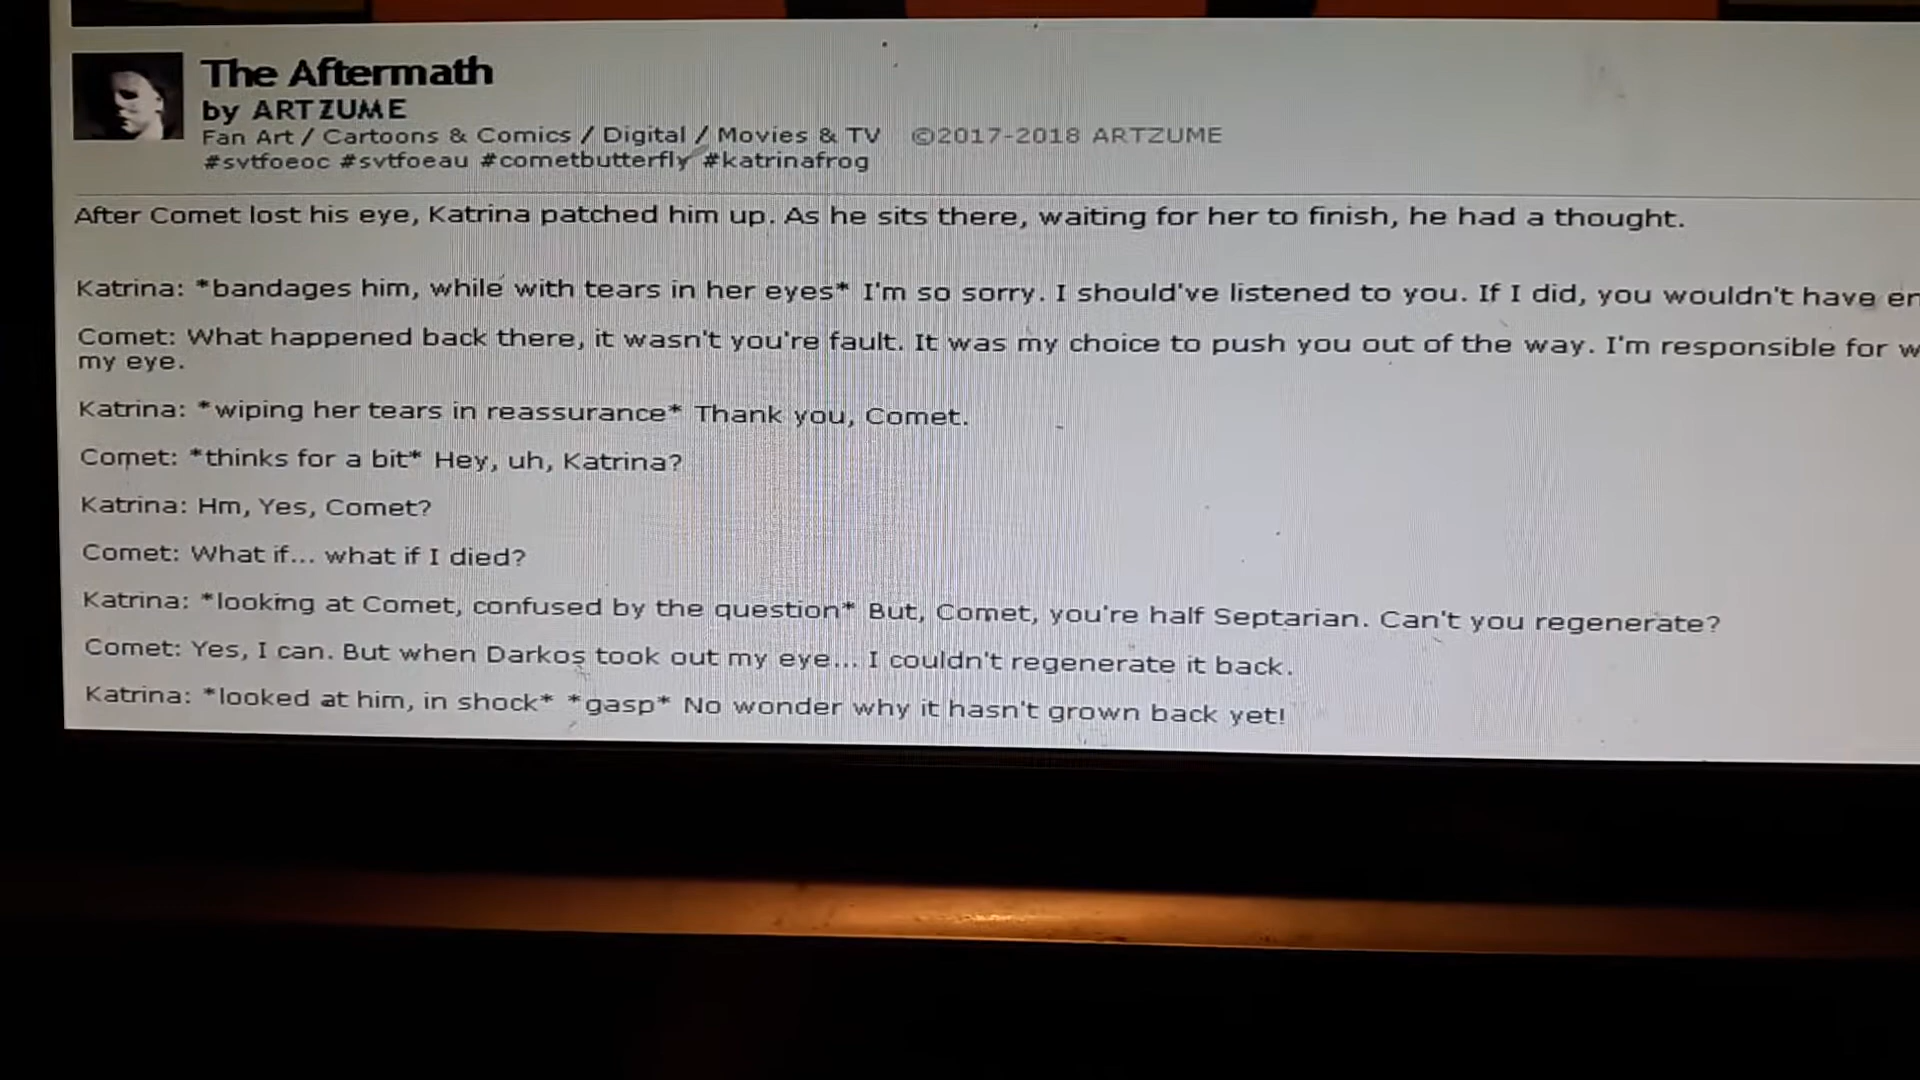 The Aftermath
by ARTZUME
Fan Art / Cartoons & Comics / Digital / Movies & TV ©2017-2018 ARTZUME
#svtfoeoc #svtfoeau #cometbutterfly #katrinafrog
After Comet lost his eye, Katrina patched him up. As he sits there, waiting for her to finish, he had a thought.
Katrina: *bandages him, while with tears in her eyes* I'm so sorry. I should've listened to you. If I did, you wouldn't have
Comet: What happened back there, it wasn't you're fault. It was my choice to push you out of the way. I'm responsible for
my eye.
Katrina: *wiping her tears in reassurance* Thank you, Comet.
Comet: *thinks for a bit* Hey, uh, Katrina?
Katrina: Hm, Yes, Comet?
Comet: What if... what if I died?
Katrina: *looking at Comet, confused by the question* But, Comet, you're half Septarian. Can't you regenerate?
Comet: Yes, I can. But when Darkos took out my eye... I couldn't regenerate it back.
Katrina: *looked at him, in shock* *gasp* No wonder why it hasn't grown back yet!